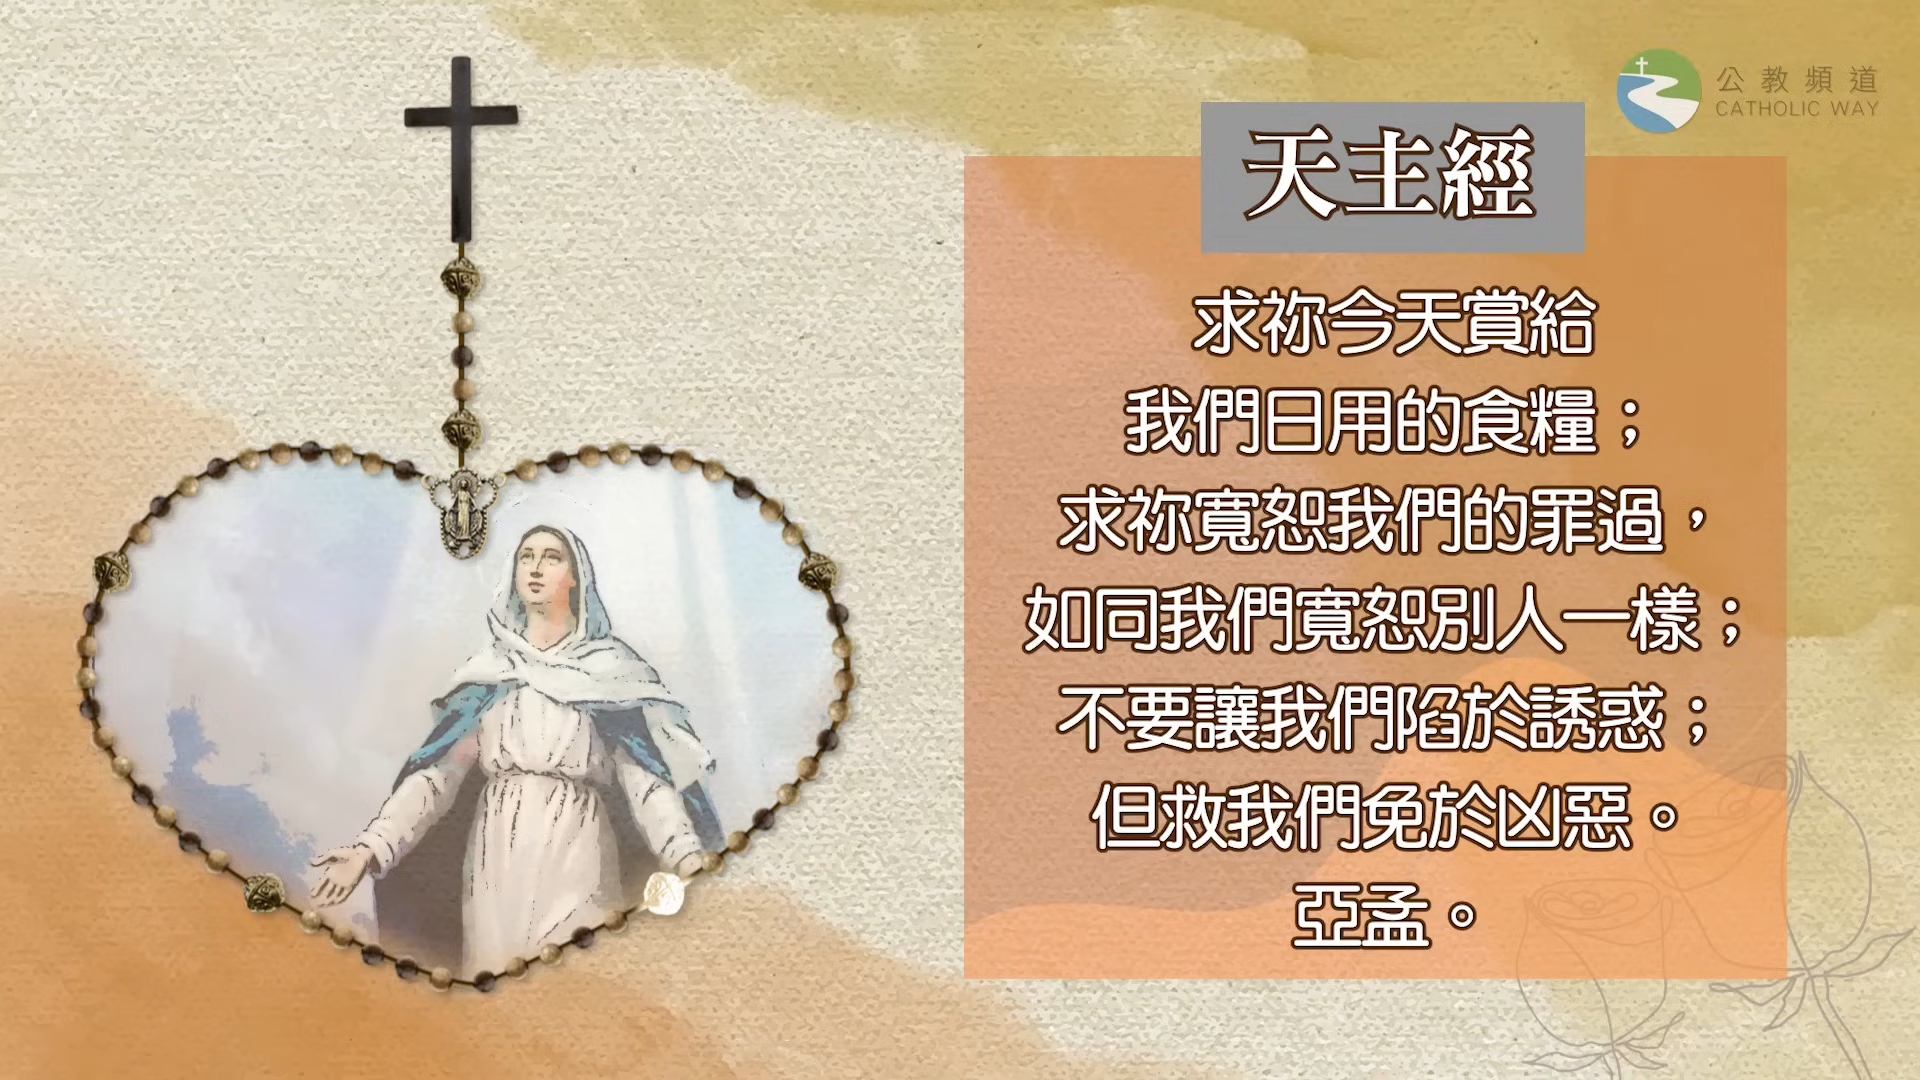 公教頻道
CATHOLIC WAY
天主經
求祢今天賞給
我們日用的食糧；
求祢寬恕我們的罪過，
如同我們寬恕別人一樣；
不要讓我們陷於誘惑；
但救我們免於凶惡。
亞孟。